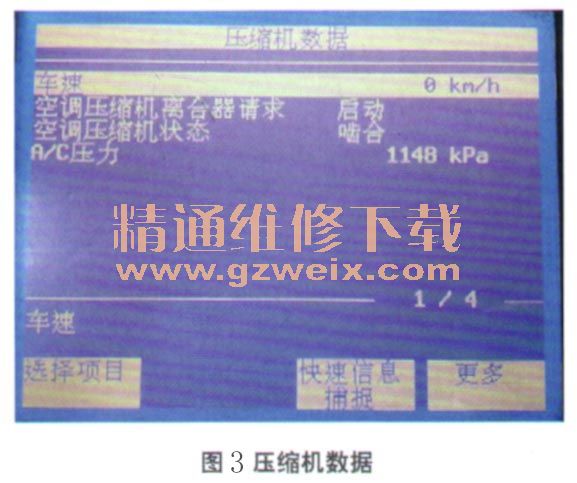 压缩机数据
车速 0 km/h
空调压缩机离合器请求 启动
空调压缩机状态 啮合
A/C压力 1148 kPa
精通维修下载
www.gzweix.com
1 / 4
车速
选择项目 快速信息 更多
捕捉
图3 压缩机数据